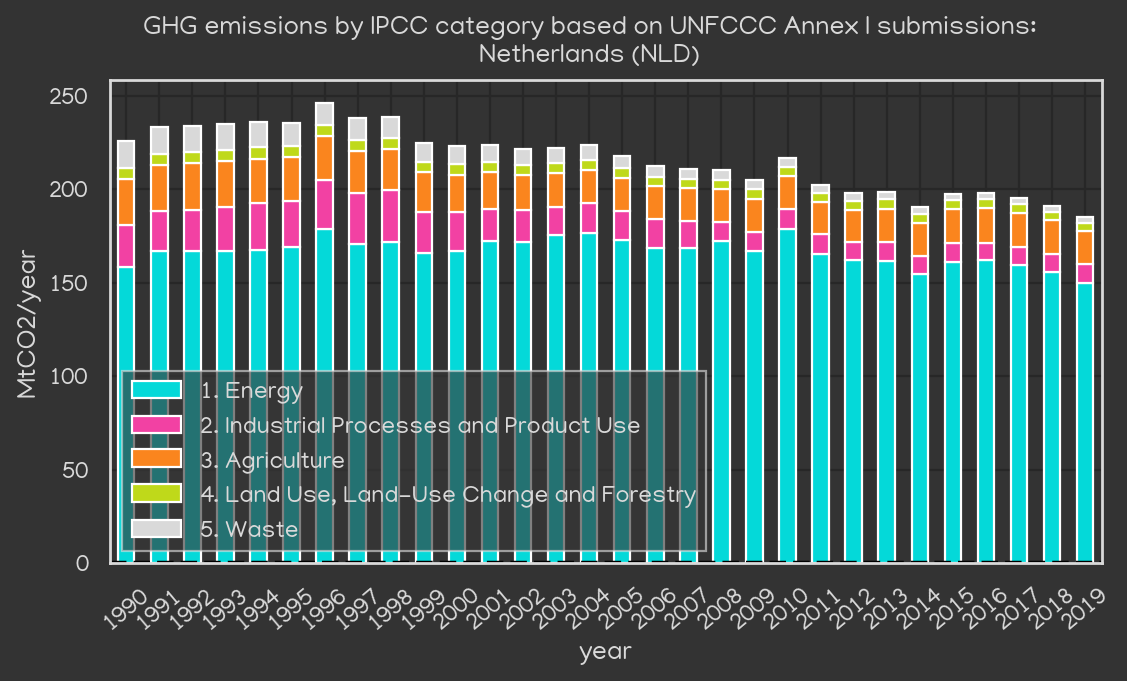 GHG emissions by IPCC category based on UNFCCC Annex I submissions:
Netherlands (NLD)
MtCO2/year
250
200
150
100
50
0
1. Energy
2. Industrial Processes and Product Use
3. Agriculture
4. Land Use, Land-Use Change and Forestry
5. Waste
1990 1991 1992 1993 1994 1995 1996 1997 1998 1999 2000 2001 2002 2003 2004 2005 2006 2007 2008 2009 2010 2011 2012 2013 2014 2015 2016 2017 2018 2019
year